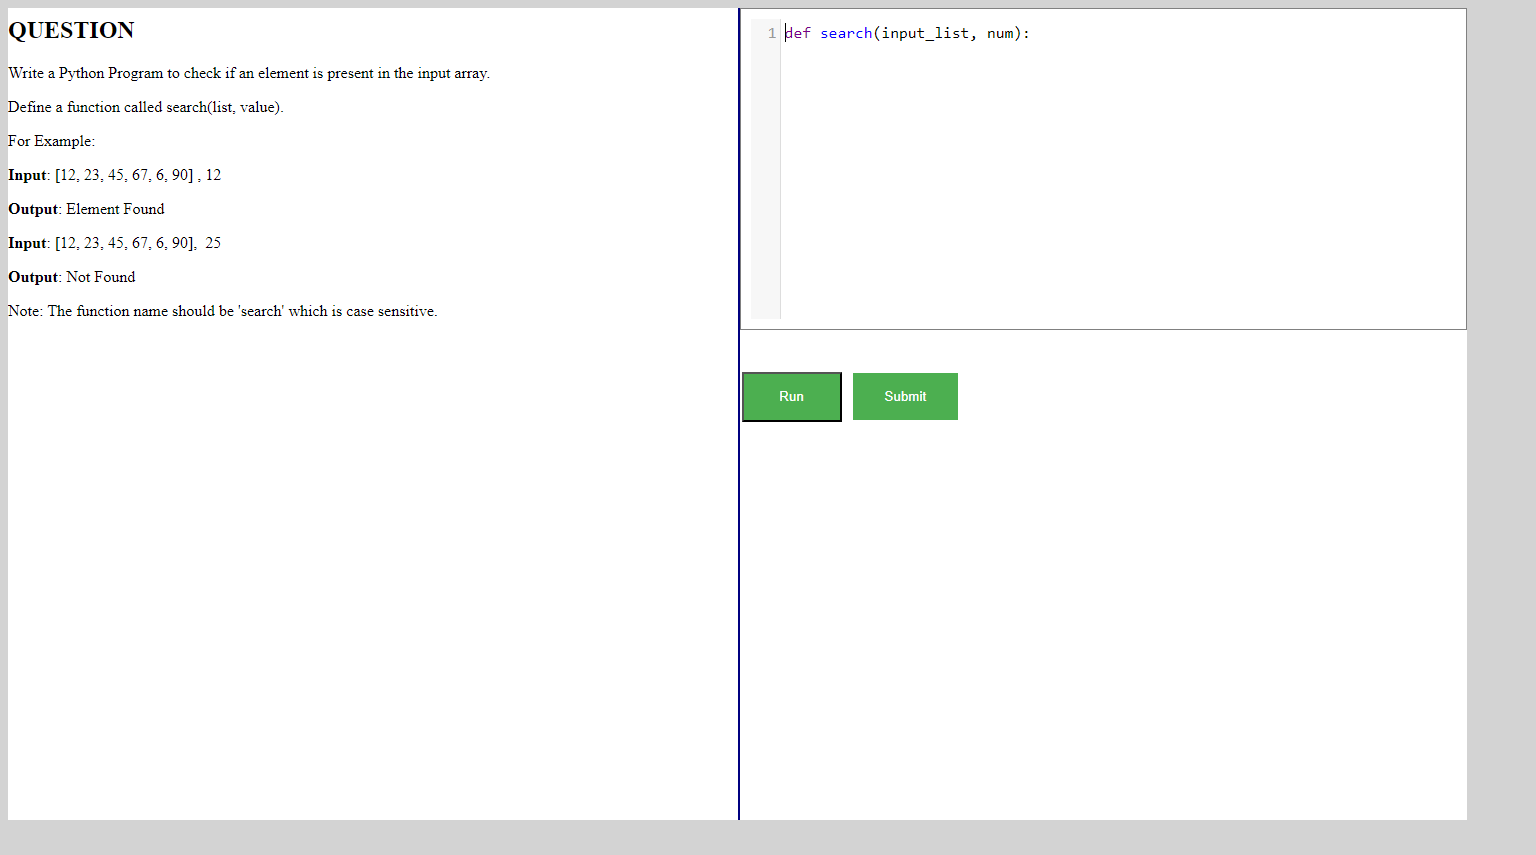 QUESTION
Write a Python Program to check if an element is present in the input array.
Define a function called search(list, value).
For Example:
Input: [12, 23, 45, 67, 6, 90] , 12
Output: Element Found
Input: [12, 23, 45, 67, 6, 90],  25
Output: Not Found
Note: The function name should be 'search' which is case sensitive.
1 def search(input_list, num):
Run Submit